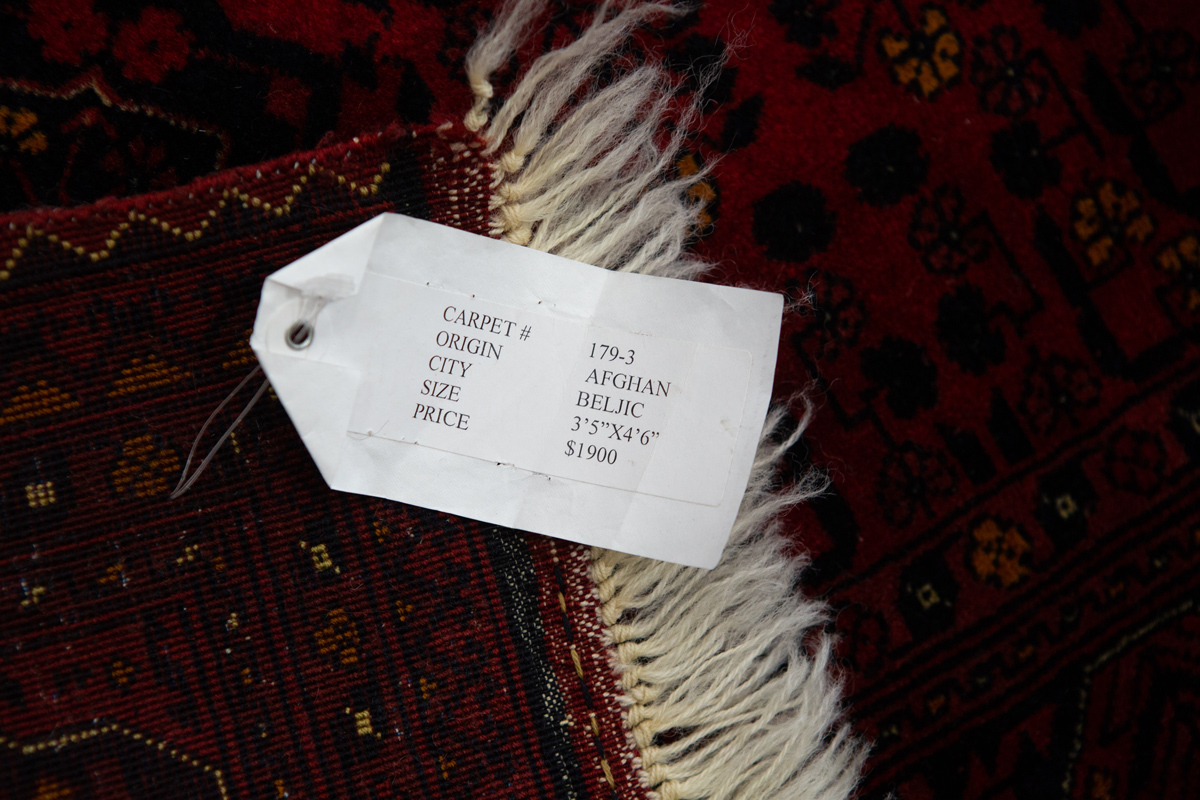 CARPET # 179-3
ORIGIN AFGHAN
CITY BELJIC
SIZE 3’5”X4’6”
PRICE $1900